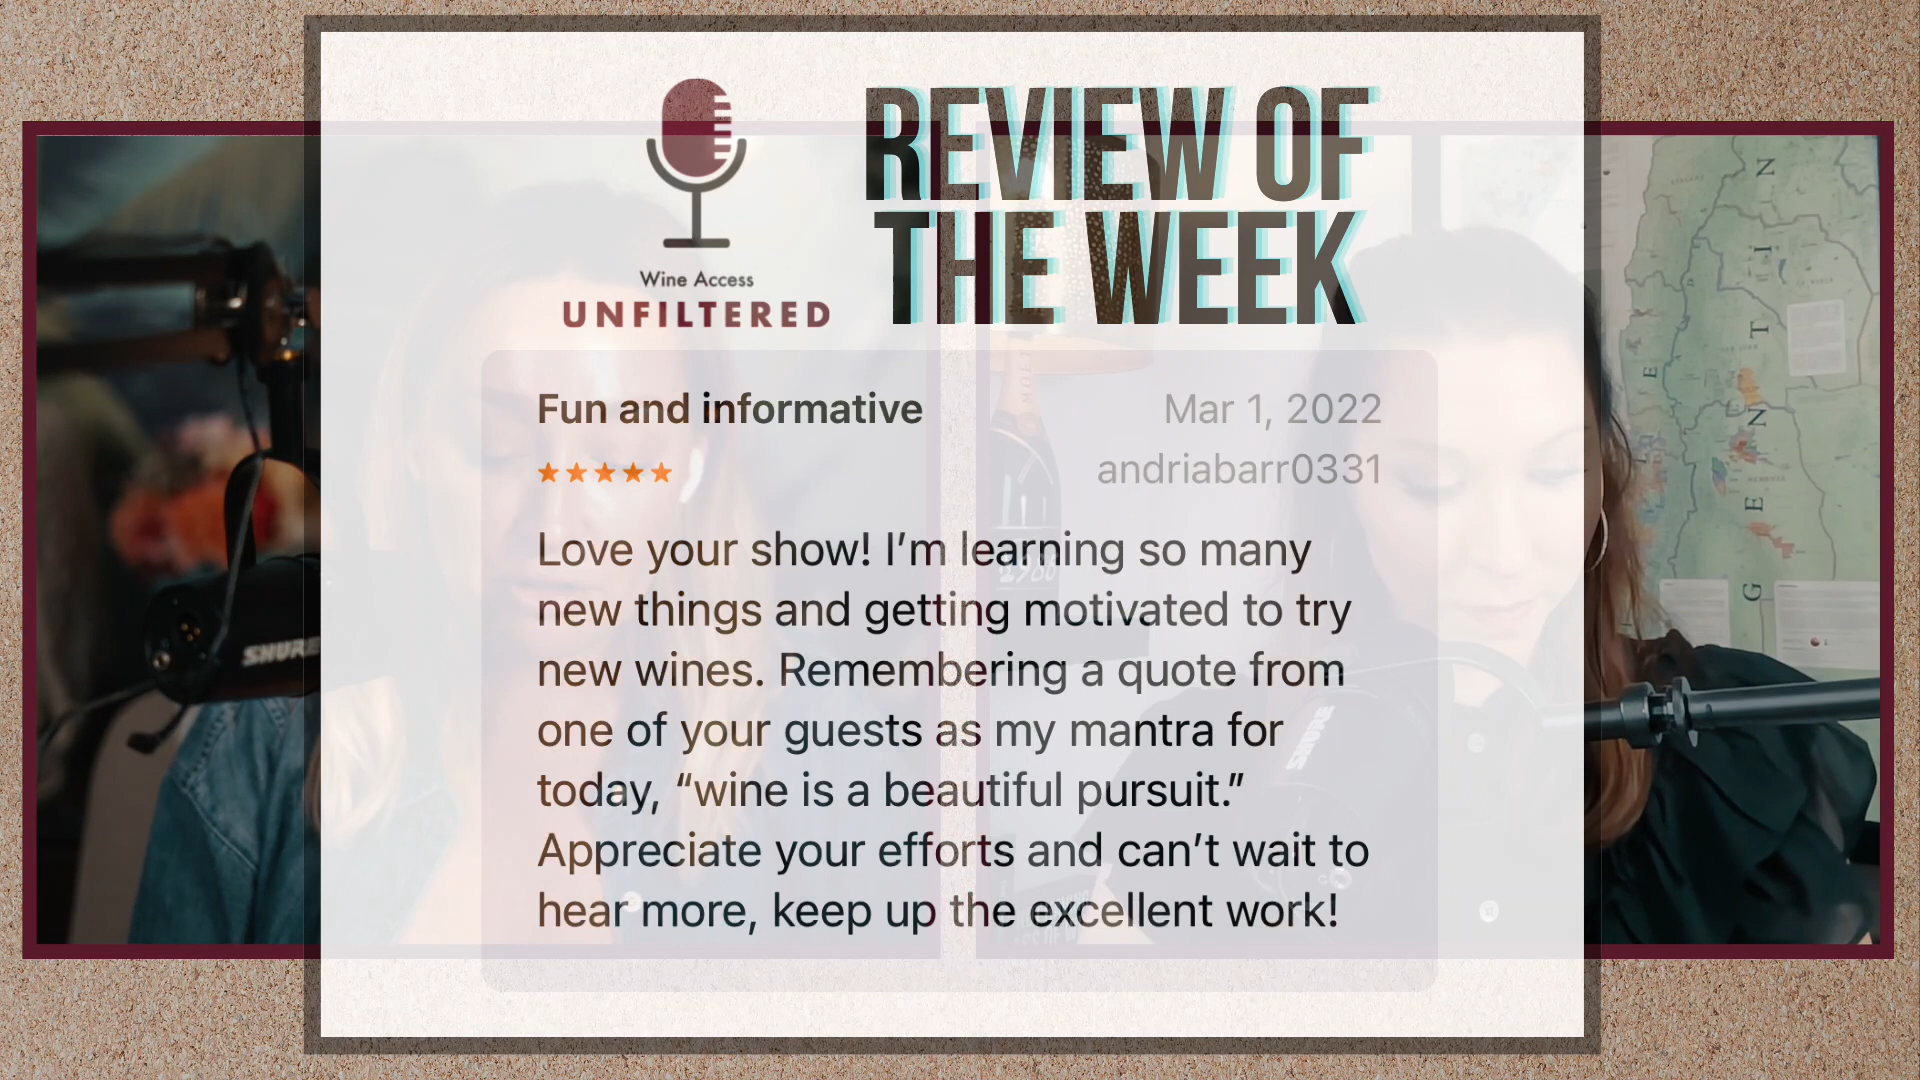 REVIEW OF
THE WEEK
Wine Access
UNFILTERED
Fun and informative
Mar 1, 2022
andriabarr0331
Love your show! I’m learning so many
new things and getting motivated to try
new wines. Remembering a quote from
one of your guests as my mantra for
today, “wine is a beautiful pursuit.”
Appreciate your efforts and can’t wait to
hear more, keep up the excellent work!
SHURE
SHURE
1988
G E N T I N